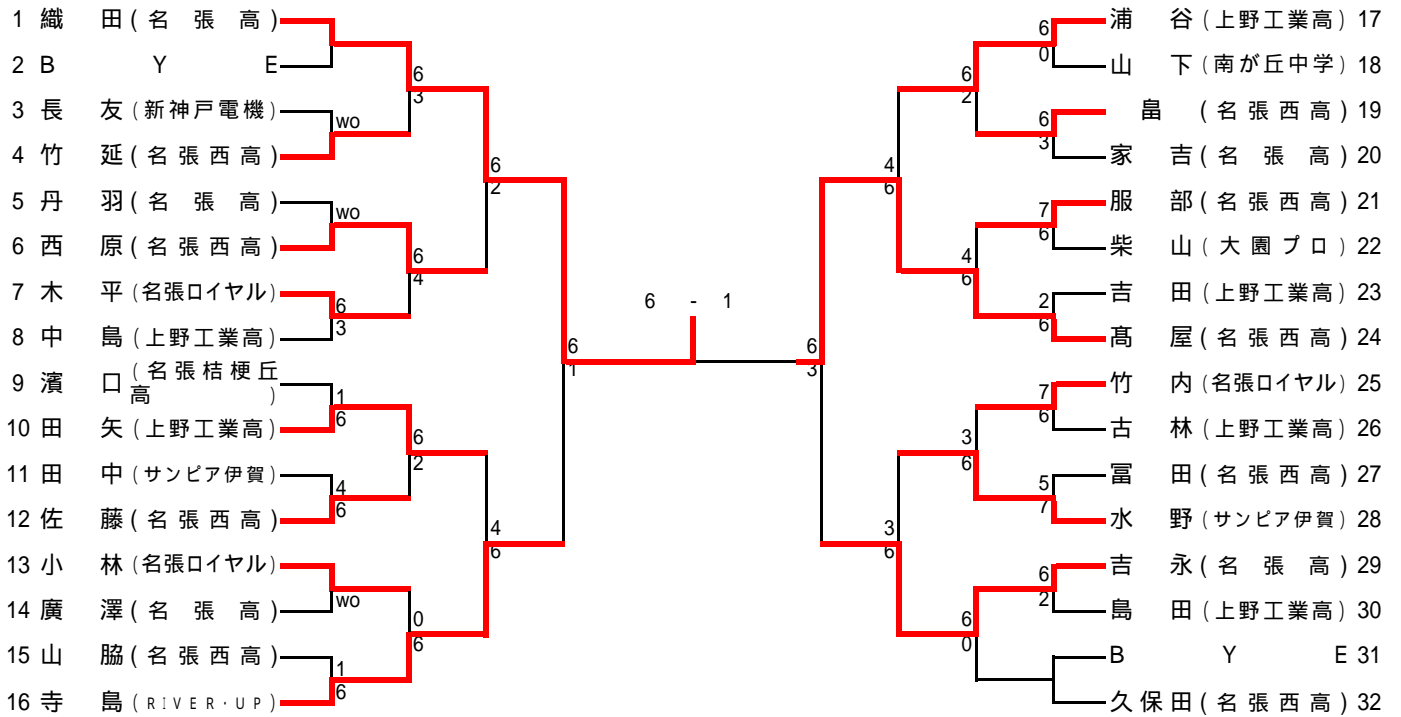 1 織 田 (名 張 高)
2 B Y E
3 長 友 (新神戸電機)
4 竹 延 (名張西高)
5 丹 羽 (名 張 高)
6 西 原 (名張西高)
7 木 平 (名張ロイヤル)
8 中 島 (上野工業高)
9 濱 口 (名張桔梗丘高)
10 田 矢 (上野工業高)
11 田 中 (サンピア伊賀)
12 佐 藤 (名張西高)
13 小 林 (名張ロイヤル)
14 廣 澤 (名 張 高)
15 山 脇 (名張西高)
16 寺 島 (RIVER・UP)
wo
wo
6
3
1
6
4
6
wo
1
6
6
3
6
4
6
2
0
6
6
2
4
6
6
1
6 - 1
6
3
4
6
3
6
6
2
4
6
3
6
6
0
6
0
6
3
7
6
2
6
7
6
5
7
6
2
浦 谷 (上野工業高) 17
山 下 (南が丘中学) 18
畠 (名張西高) 19
家 吉 (名 張 高) 20
服 部 (名張西高) 21
柴 山 (大園プロ) 22
吉 田 (上野工業高) 23
髙 屋 (名張西高) 24
竹 内 (名張ロイヤル) 25
古 林 (上野工業高) 26
冨 田 (名張西高) 27
水 野 (サンピア伊賀) 28
吉 永 (名 張 高) 29
島 田 (上野工業高) 30
B Y E 31
久保田 (名張西高) 32